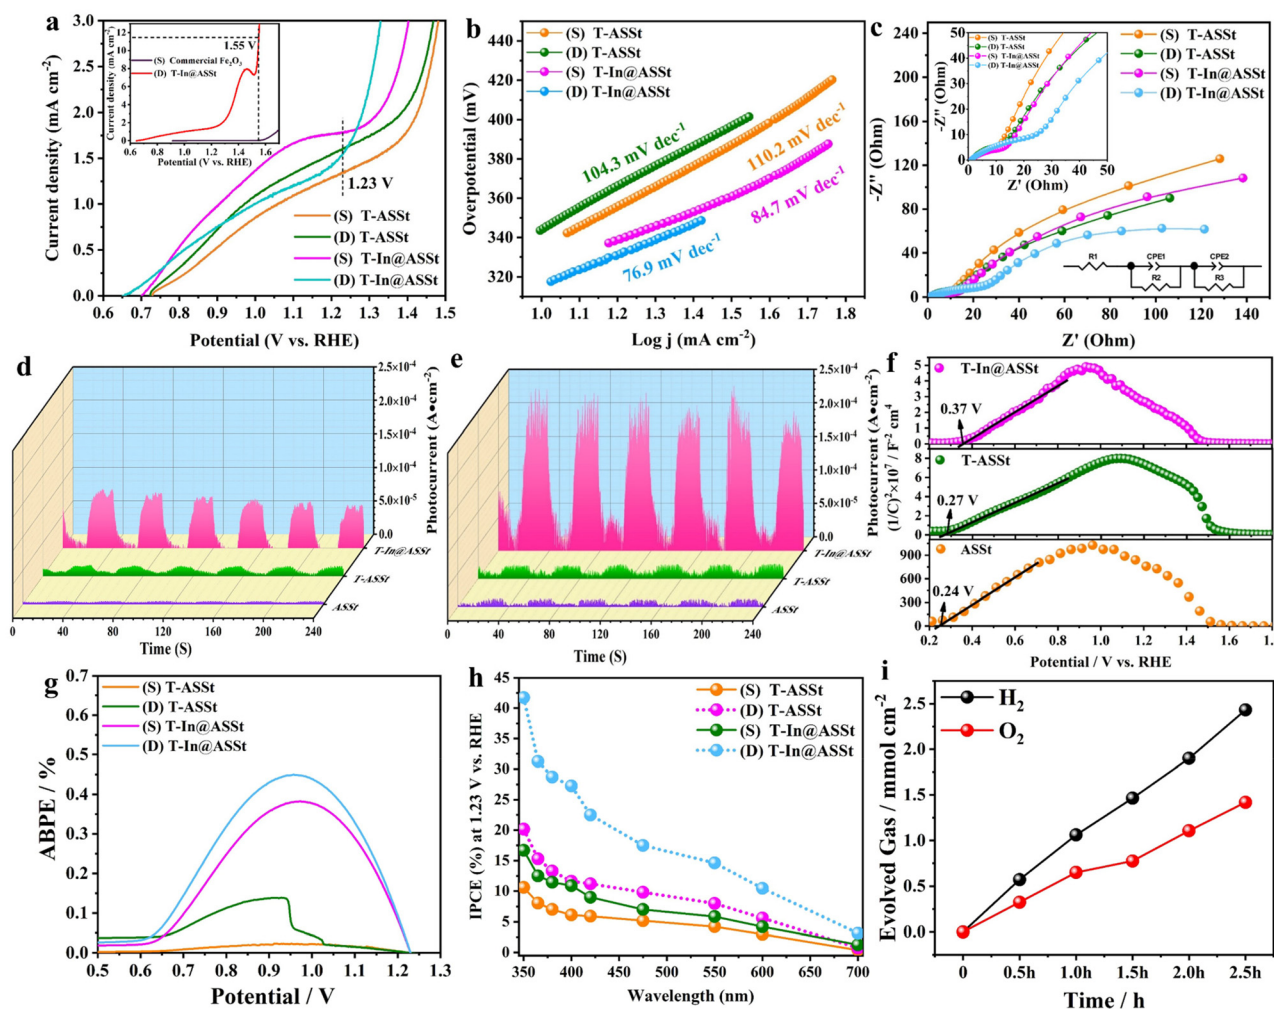 a
3.0
2.5
2.0
1.5
1.0
0.5
0.0
0.6 0.7 0.8 0.9 1.0 1.1 1.2 1.3 1.4 1.5
Current density (mA cm-2)
Potential (V vs. RHE)
12
10
8
6
4
2
0
0.6 0.8 1.0 1.2 1.4 1.6
Current density (mA cm-2)
Potential (V vs. RHE)
1.55 V
(S) Commercial Fe2O3
(D) T-In@ASSt
1.23 V
(S) T-ASSt
(D) T-ASSt
(S) T-In@ASSt
(D) T-In@ASSt
b
440
420
400
380
360
340
320
1.0 1.1 1.2 1.3 1.4 1.5 1.6 1.7 1.8
Overpotential (mV)
Log j (mA cm-2)
(S) T-ASSt
(D) T-ASSt
(S) T-In@ASSt
(D) T-In@ASSt
104.3 mV dec-1
110.2 mV dec-1
84.7 mV dec-1
76.9 mV dec-1
c
240
200
160
120
80
40
0
0 20 40 60 80 100 120 140
-Z'' (Ohm)
Z' (Ohm)
50
40
30
20
10
0
0 10 20 30 40 50
-Z'' (Ohm)
Z' (Ohm)
(S) T-ASSt
(D) T-ASSt
(S) T-In@ASSt
(D) T-In@ASSt
(S) T-ASSt
(D) T-ASSt
(S) T-In@ASSt
(D) T-In@ASSt
R1 CPE1 CPE2
R2 R3
d
2.5×10-4
2.0×10-4
1.5×10-4
1.0×10-4
5.0×10-5
0.0
Photocurrent (A•cm-2)
T-In@ASSt
T-ASSt
ASSt
0 40 80 120 160 200 240
Time (S)
e
2.5×10-4
2.0×10-4
1.5×10-4
1.0×10-4
5.0×10-5
0.0
Photocurrent (A•cm-2)
T-In@ASSt
T-ASSt
ASSt
0 40 80 120 160 200 240
Time (S)
f
5
4
3
2
1
0
T-In@ASSt
0.37 V
8
6
4
2
0
T-ASSt
0.27 V
900
600
300
0
ASSt
0.24 V
(1/C)2×107 / F-2 cm4
0.2 0.4 0.6 0.8 1.0 1.2 1.4 1.6 1.8
Potential / V vs. RHE
g
0.7
0.6
0.5
0.4
0.3
0.2
0.1
0.0
0.5 0.6 0.7 0.8 0.9 1.0 1.1 1.2 1.3
ABPE / %
Potential / V
(S) T-ASSt
(D) T-ASSt
(S) T-In@ASSt
(D) T-In@ASSt
h
45
40
35
30
25
20
15
10
5
0
350 400 450 500 550 600 650 700
IPCE (%) at 1.23 V vs. RHE
Wavelength (nm)
(S) T-ASSt
(D) T-ASSt
(S) T-In@ASSt
(D) T-In@ASSt
i
2.5
2.0
1.5
1.0
0.5
0.0
0 0.5h 1.0h 1.5h 2.0h 2.5h
Evolved Gas / mmol cm-2
Time / h
H2
O2